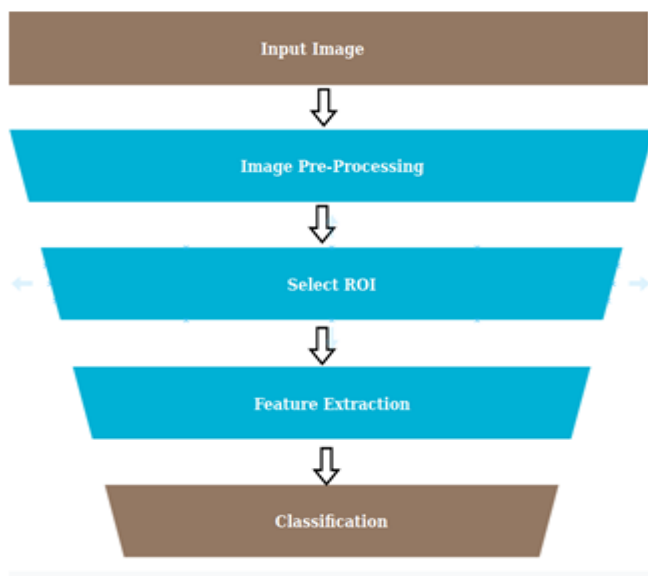 Input Image
Image Pre-Processing
Select ROI
Feature Extraction
Classification